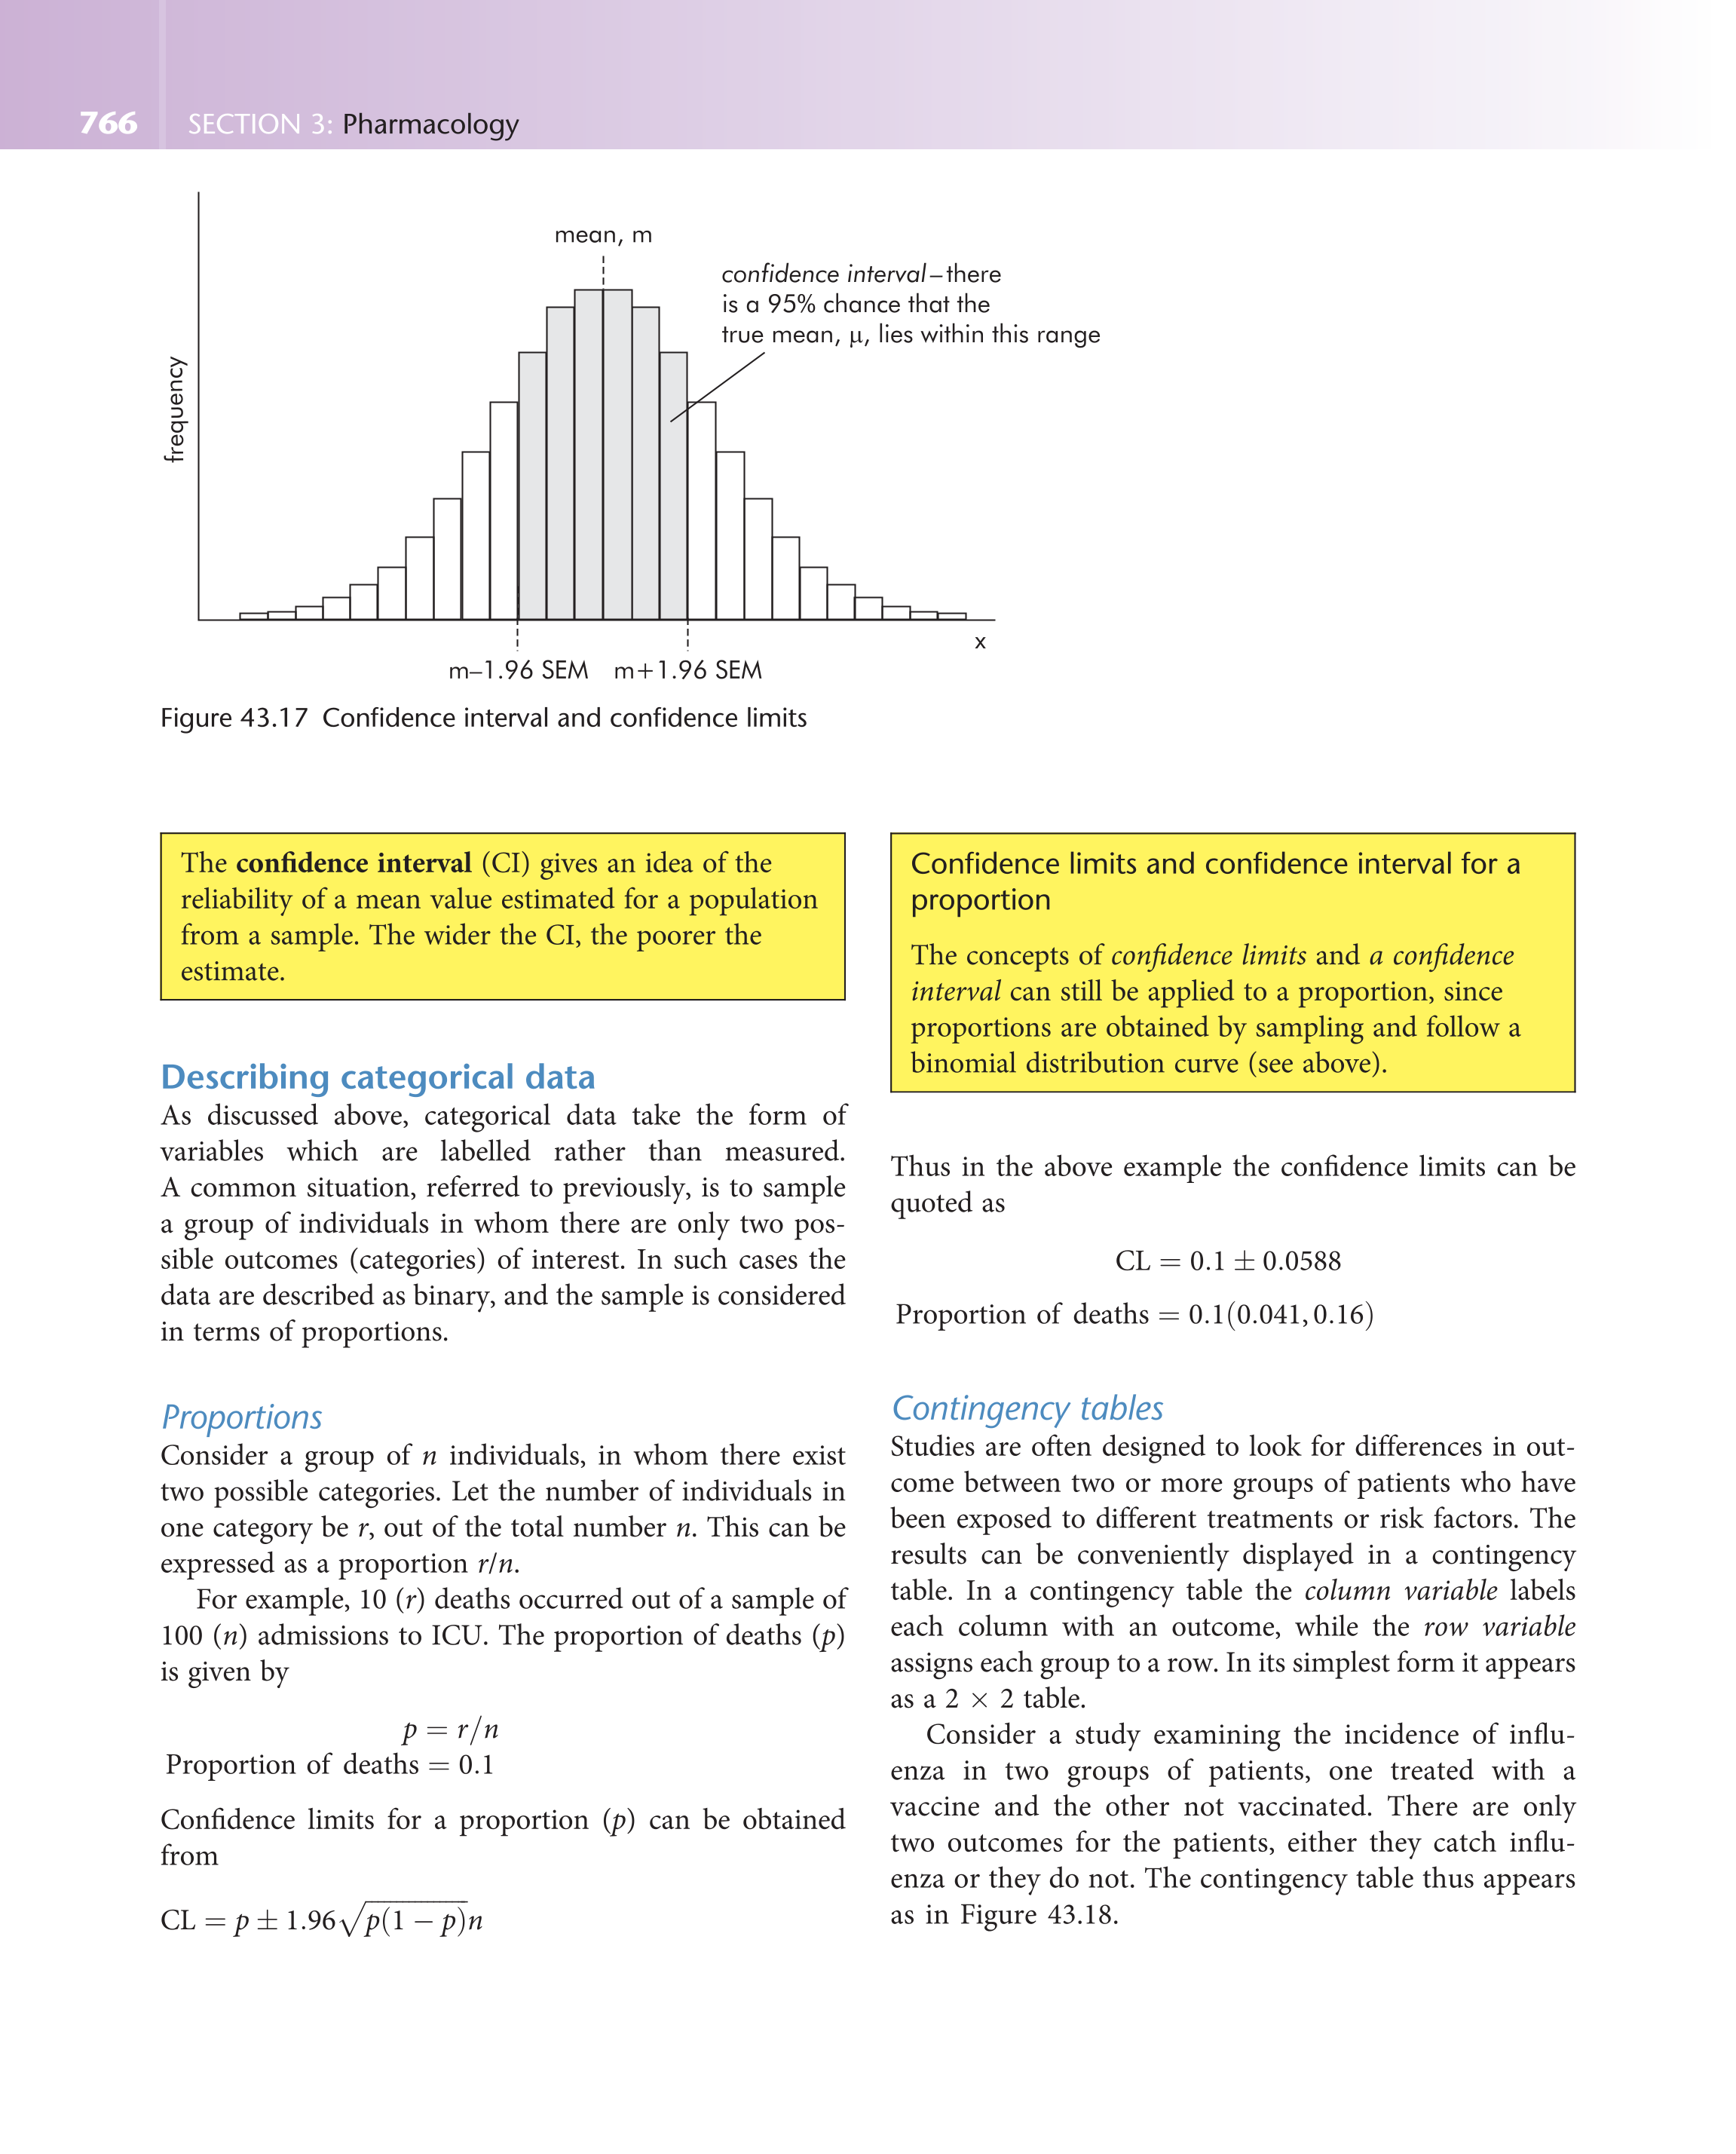 766 SECTION 3: Pharmacology
mean, m
confidence interval–there
is a 95% chance that the
true mean, μ, lies within this range
frequency
x
m–1.96 SEM m+1.96 SEM
Figure 43.17 Confidence interval and confidence limits
The confidence interval (CI) gives an idea of the
reliability of a mean value estimated for a population
from a sample. The wider the CI, the poorer the
estimate.
Describing categorical data
As discussed above, categorical data take the form of
variables which are labelled rather than measured.
A common situation, referred to previously, is to sample
a group of individuals in whom there are only two pos-
sible outcomes (categories) of interest. In such cases the
data are described as binary, and the sample is considered
in terms of proportions.
Proportions
Consider a group of n individuals, in whom there exist
two possible categories. Let the number of individuals in
one category be r, out of the total number n. This can be
expressed as a proportion r/n.
For example, 10 (r) deaths occurred out of a sample of
100 (n) admissions to ICU. The proportion of deaths (p)
is given by
p = r/n
Proportion of deaths = 0.1
Confidence limits for a proportion (p) can be obtained
from
CL = p ± 1.96√p(1 − p)n
Confidence limits and confidence interval for a
proportion
The concepts of confidence limits and a confidence
interval can still be applied to a proportion, since
proportions are obtained by sampling and follow a
binomial distribution curve (see above).
Thus in the above example the confidence limits can be
quoted as
CL = 0.1 ± 0.0588
Proportion of deaths = 0.1(0.041, 0.16)
Contingency tables
Studies are often designed to look for differences in out-
come between two or more groups of patients who have
been exposed to different treatments or risk factors. The
results can be conveniently displayed in a contingency
table. In a contingency table the column variable labels
each column with an outcome, while the row variable
assigns each group to a row. In its simplest form it appears
as a 2 × 2 table.
Consider a study examining the incidence of influ-
enza in two groups of patients, one treated with a
vaccine and the other not vaccinated. There are only
two outcomes for the patients, either they catch influ-
enza or they do not. The contingency table thus appears
as in Figure 43.18.